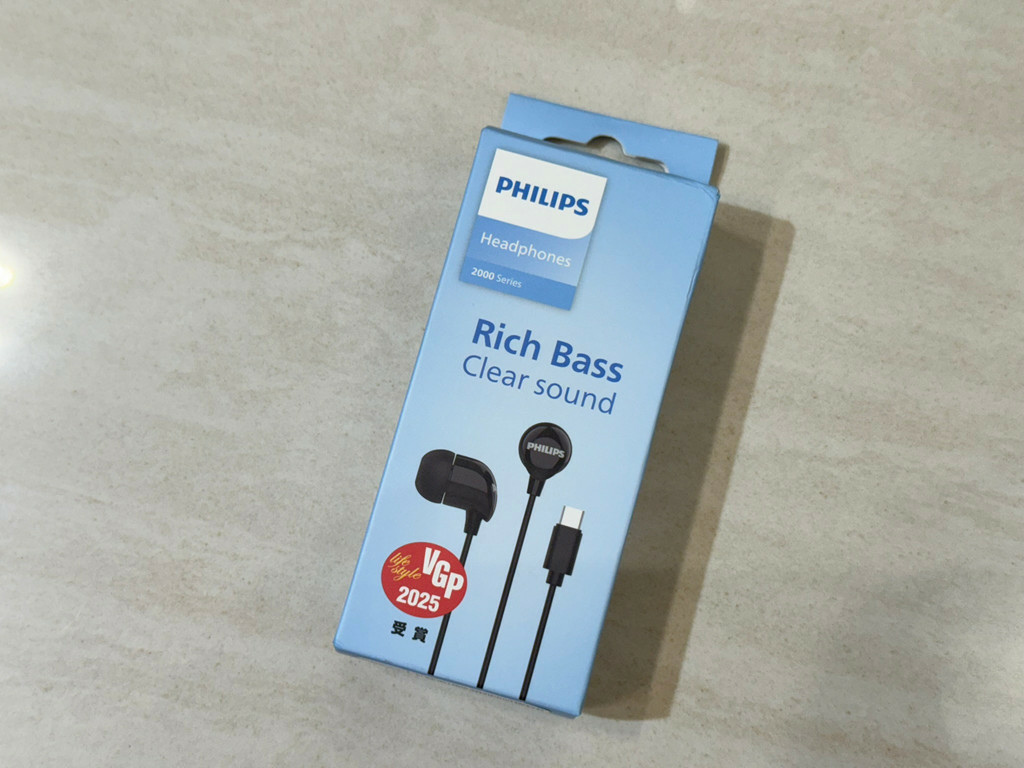 PHILIPS
Headphones
2000 Series
Rich Bass
Clear sound
PHILIPS
life
style
VGP
2025
受賞